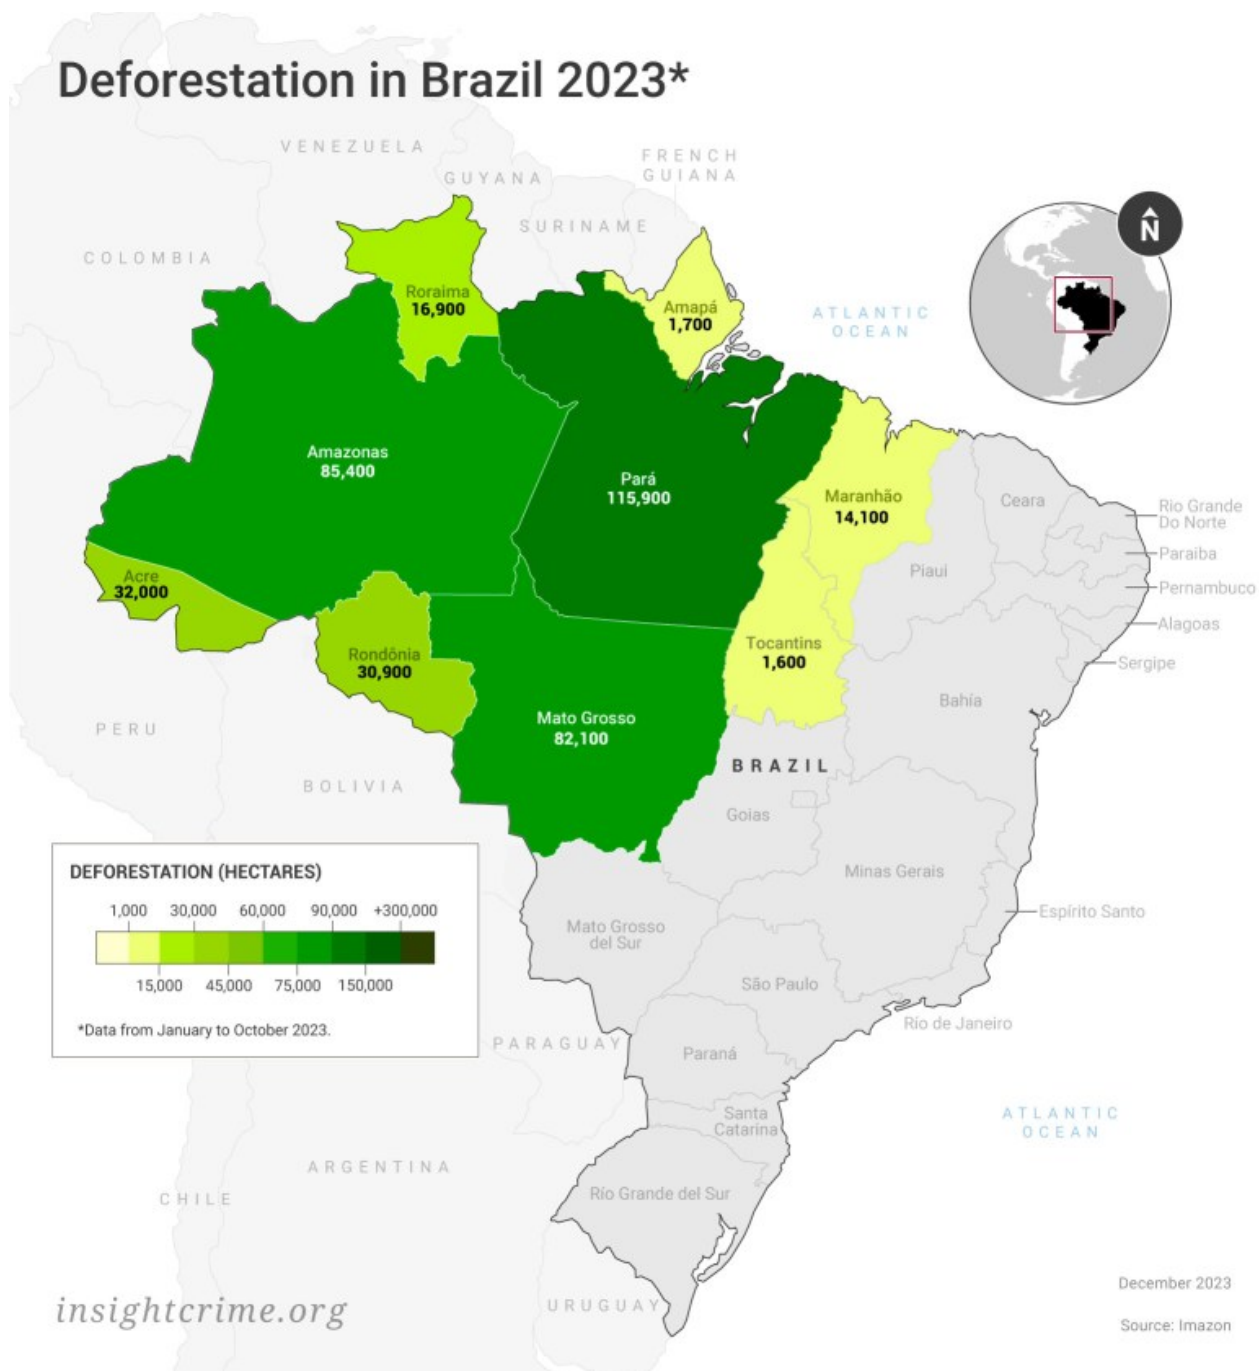 Deforestation in Brazil 2023*
VENEZUELA
GUYANA
FRENCH
GUIANA
SURINAME
COLOMBIA
N
Roraima
16,900
Amapá
1,700
ATLANTIC
OCEAN
Amazonas
85,400
Pará
115,900
Maranhão
14,100
Ceara
Rio Grande
Do Norte
Paraiba
Piaui
Pernambuco
Alagoas
Sergipe
Acre
32,000
Rondônia
30,900
Tocantins
1,600
Bahía
Mato Grosso
82,100
PERU
BRAZIL
BOLIVIA
Goias
Minas Gerais
Espírito Santo
Mato Grosso
del Sur
São Paulo
Río de Janeiro
DEFORESTATION (HECTARES)
1,000 30,000 60,000 90,000 +300,000
15,000 45,000 75,000 150,000
*Data from January to October 2023.
PARAGUAY
Paraná
Santa
Catarina
ATLANTIC
OCEAN
ARGENTINA
CHILE
Río Grande del Sur
URUGUAY
insightcrime.org
December 2023
Source: Imazon